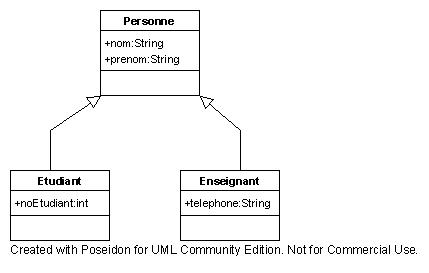 Personne
+nom:String
+prenom:String
Etudiant
+noEtudiant:int
Enseignant
+telephone:String
Created with Poseidon for UML Community Edition. Not for Commercial Use.